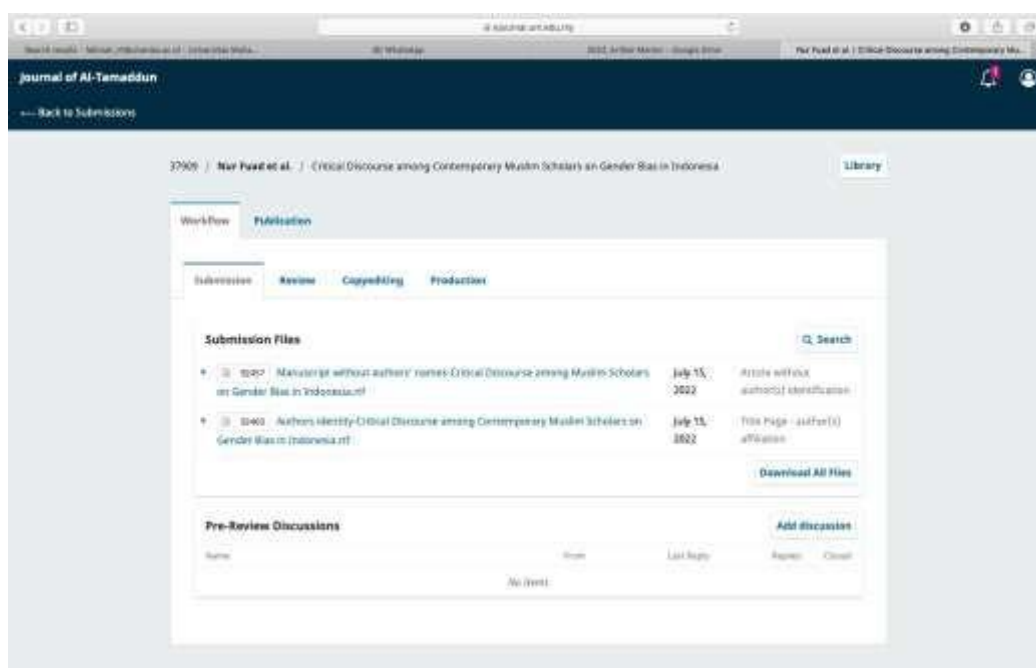 WhatsApp
Journal of Al-Tamaddun
Back to Submissions
37909 / Nur Fuad et al. / Critical Discourse among Contemporary Muslim Scholars on Gender Bias in Indonesia
Library
Workflow Publication
Submission Review Copyediting Production
Submission Files
Search
Manuscript without authors' names-Critical Discourse among Muslim Scholars
on Gender Bias in Indonesia.rtf
July 15,
2022
Article without
author(s) identification
Authors identity-Critical Discourse among Contemporary Muslim Scholars on
Gender Bias in Indonesia.rtf
July 15,
2022
Title Page - author(s)
affiliation
Download All Files
Pre-Review Discussions
Add discussion
Name From Last Reply Replies Closed
No Items